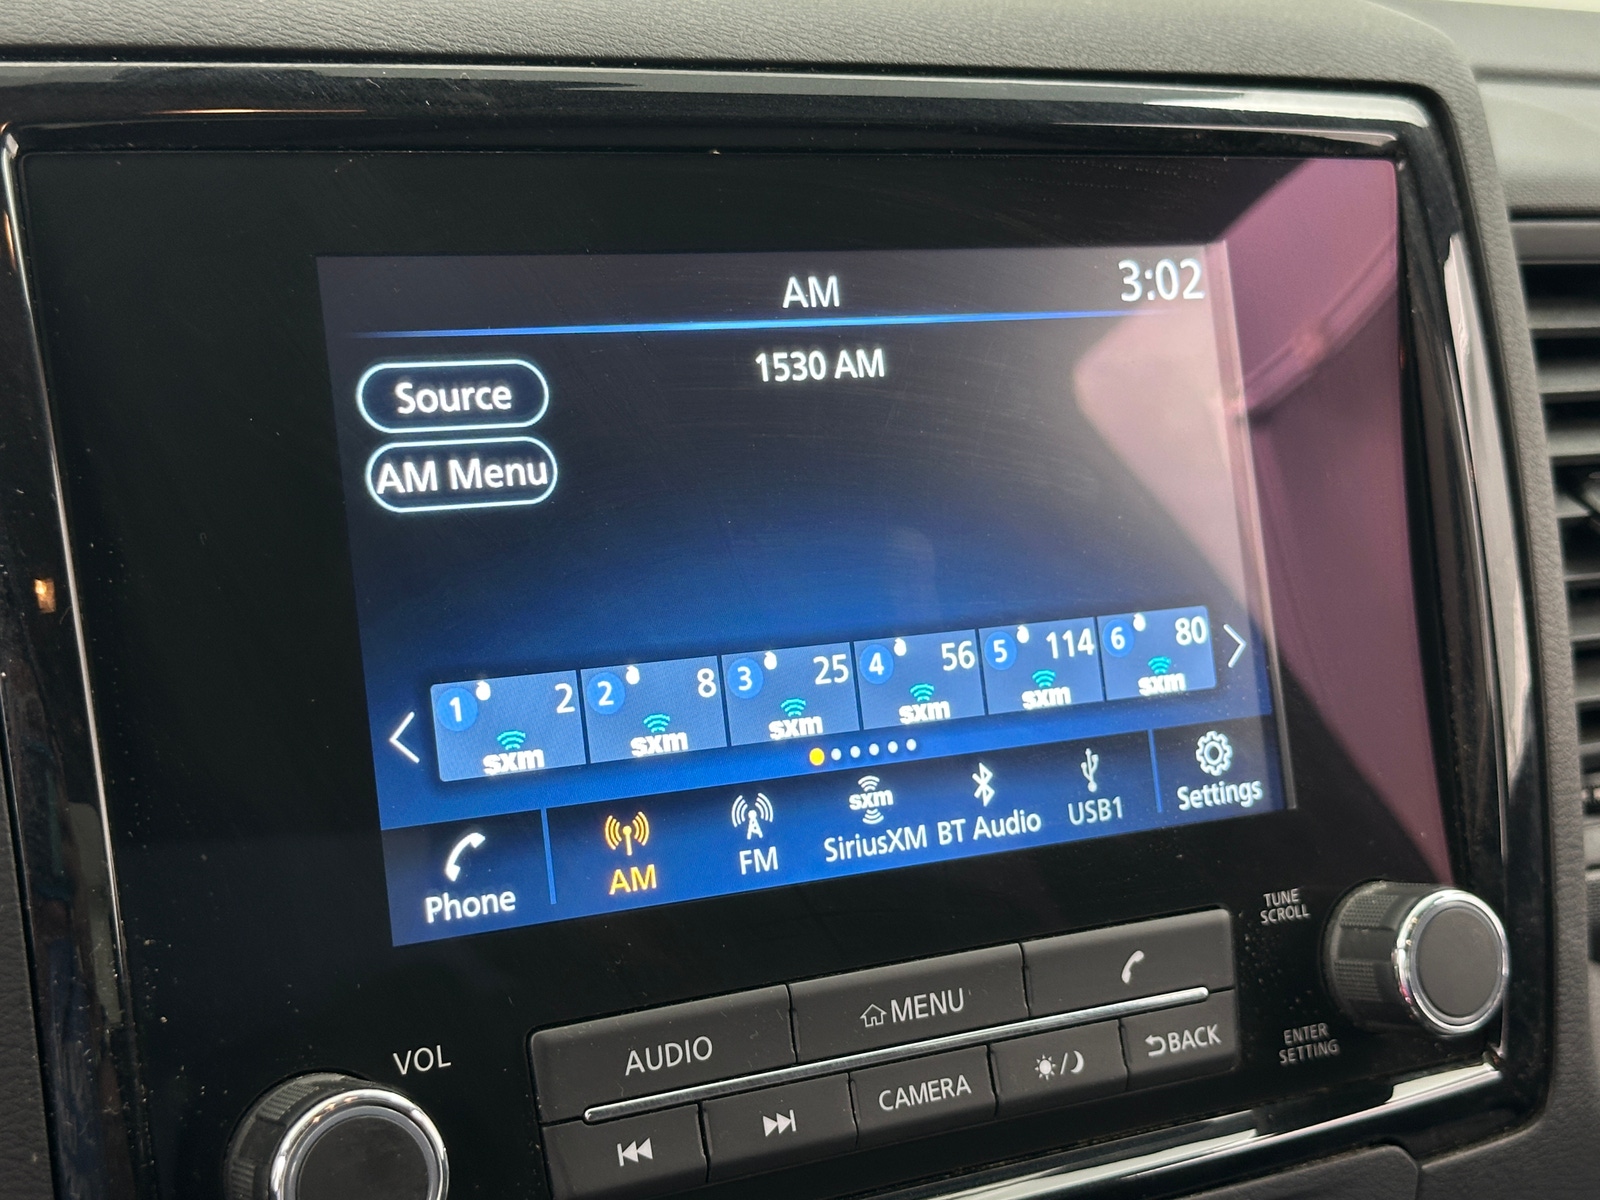 AM 3:02
1530 AM
Source
AM Menu
1 2 2 8 3 25 4 56 5 114 6 80
sxm sxm sxm sxm sxm sxm
Phone AM FM sxm SiriusXM BT Audio USB1 Settings
TUNE
SCROLL
VOL
AUDIO MENU
CAMERA BACK
ENTER
SETTING